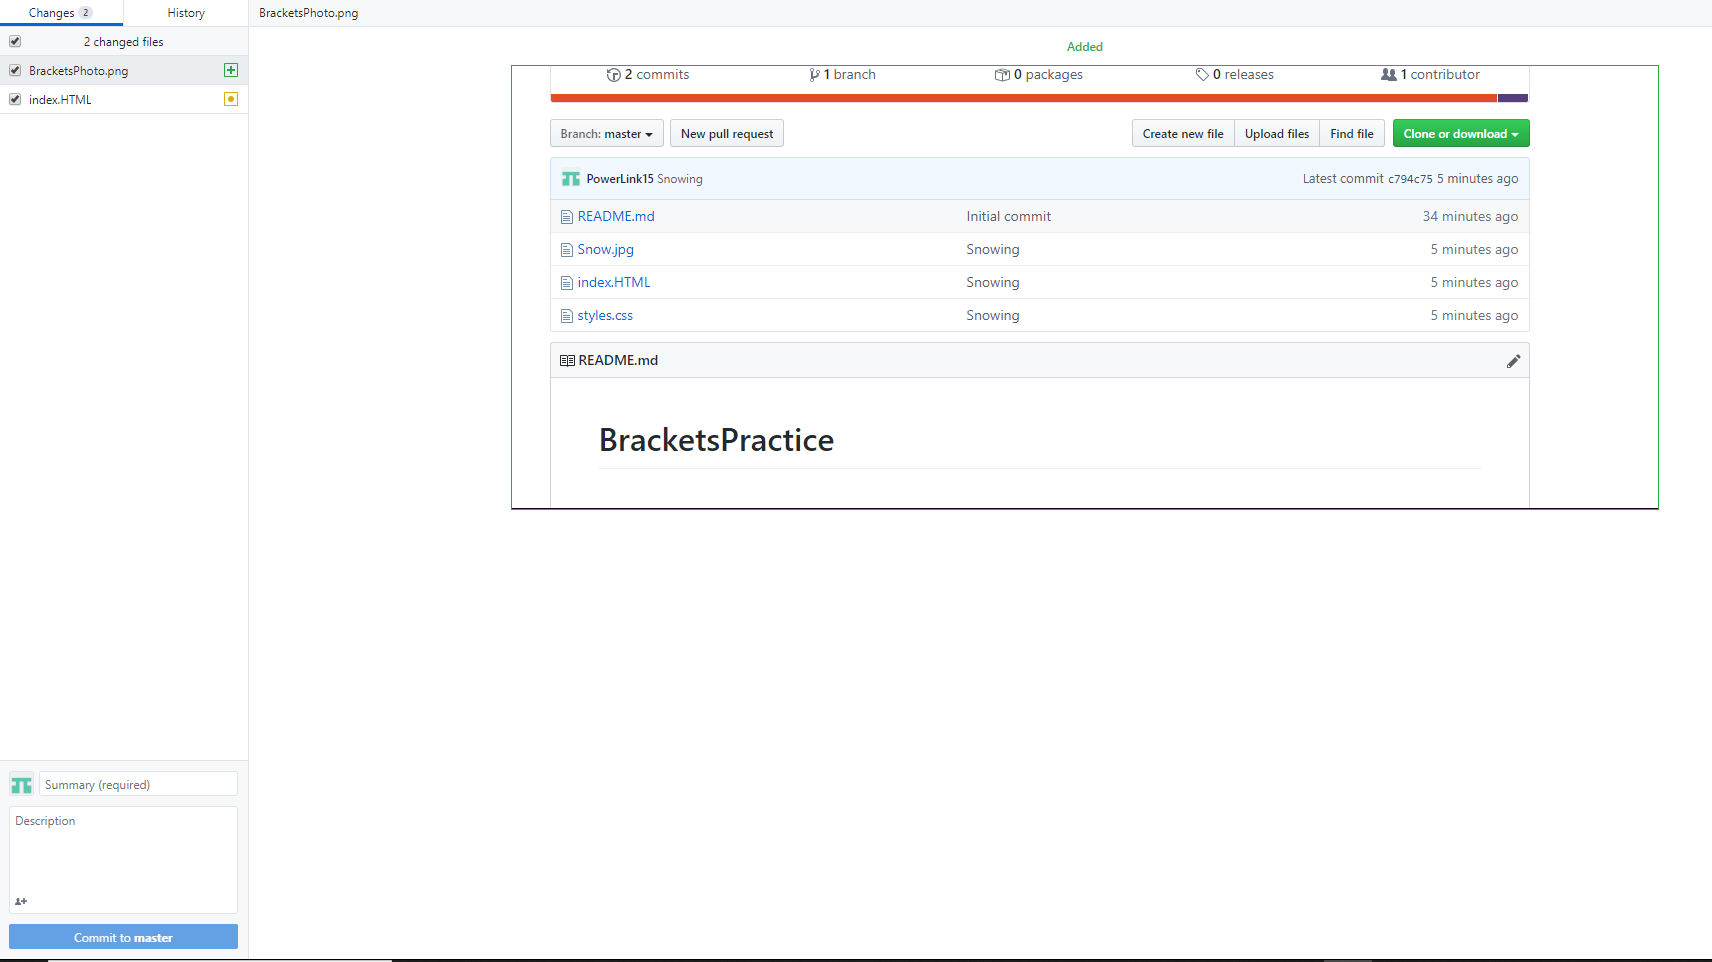 Changes 2 History BracketsPhoto.png
2 changed files
BracketsPhoto.png
index.HTML
Added
2 commits 1 branch 0 packages 0 releases 1 contributor
Branch: master New pull request Create new file Upload files Find file Clone or download
PowerLink15 Snowing Latest commit c794c75 5 minutes ago
README.md Initial commit 34 minutes ago
Snow.jpg Snowing 5 minutes ago
index.HTML Snowing 5 minutes ago
styles.css Snowing 5 minutes ago
README.md
BracketsPractice
Summary (required)
Description
Commit to master